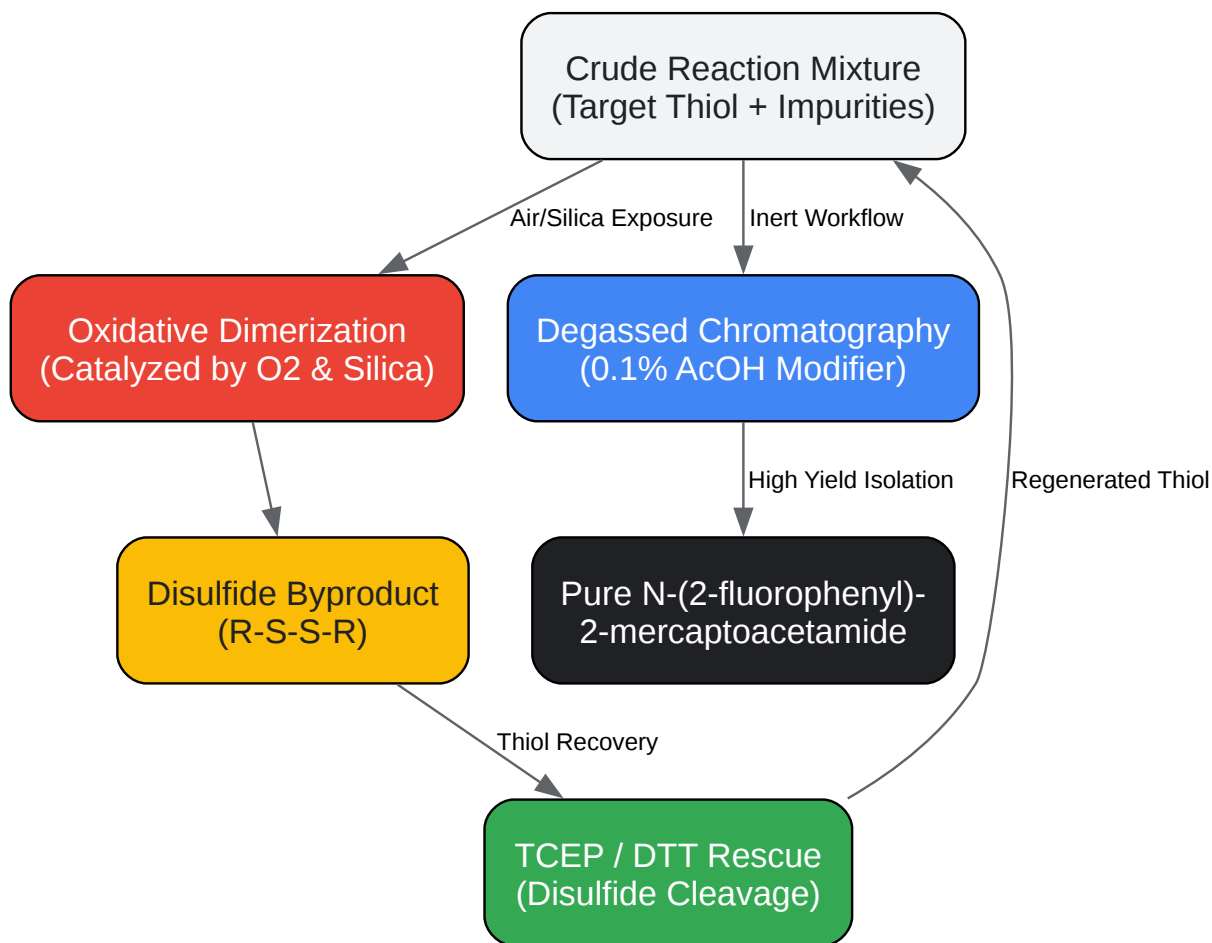 Crude Reaction Mixture
(Target Thiol + Impurities)
Air/Silica Exposure
Inert Workflow
Oxidative Dimerization
(Catalyzed by O2 & Silica)
Degassed Chromatography
(0.1% AcOH Modifier)
High Yield Isolation
Regenerated Thiol
Disulfide Byproduct
(R-S-S-R)
Pure N-(2-fluorophenyl)-
2-mercaptoacetamide
Thiol Recovery
TCEP / DTT Rescue
(Disulfide Cleavage)